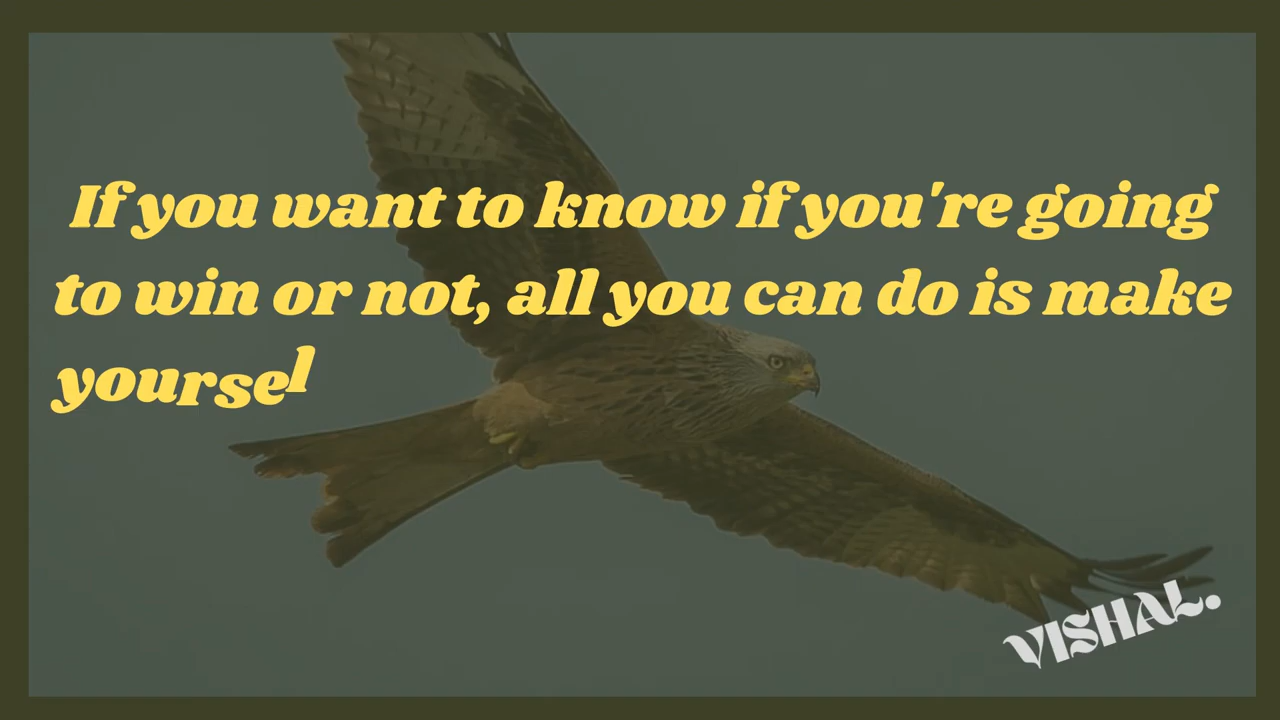 If you want to know if you're going
to win or not, all you can do is make
yoursel
VISHAL.